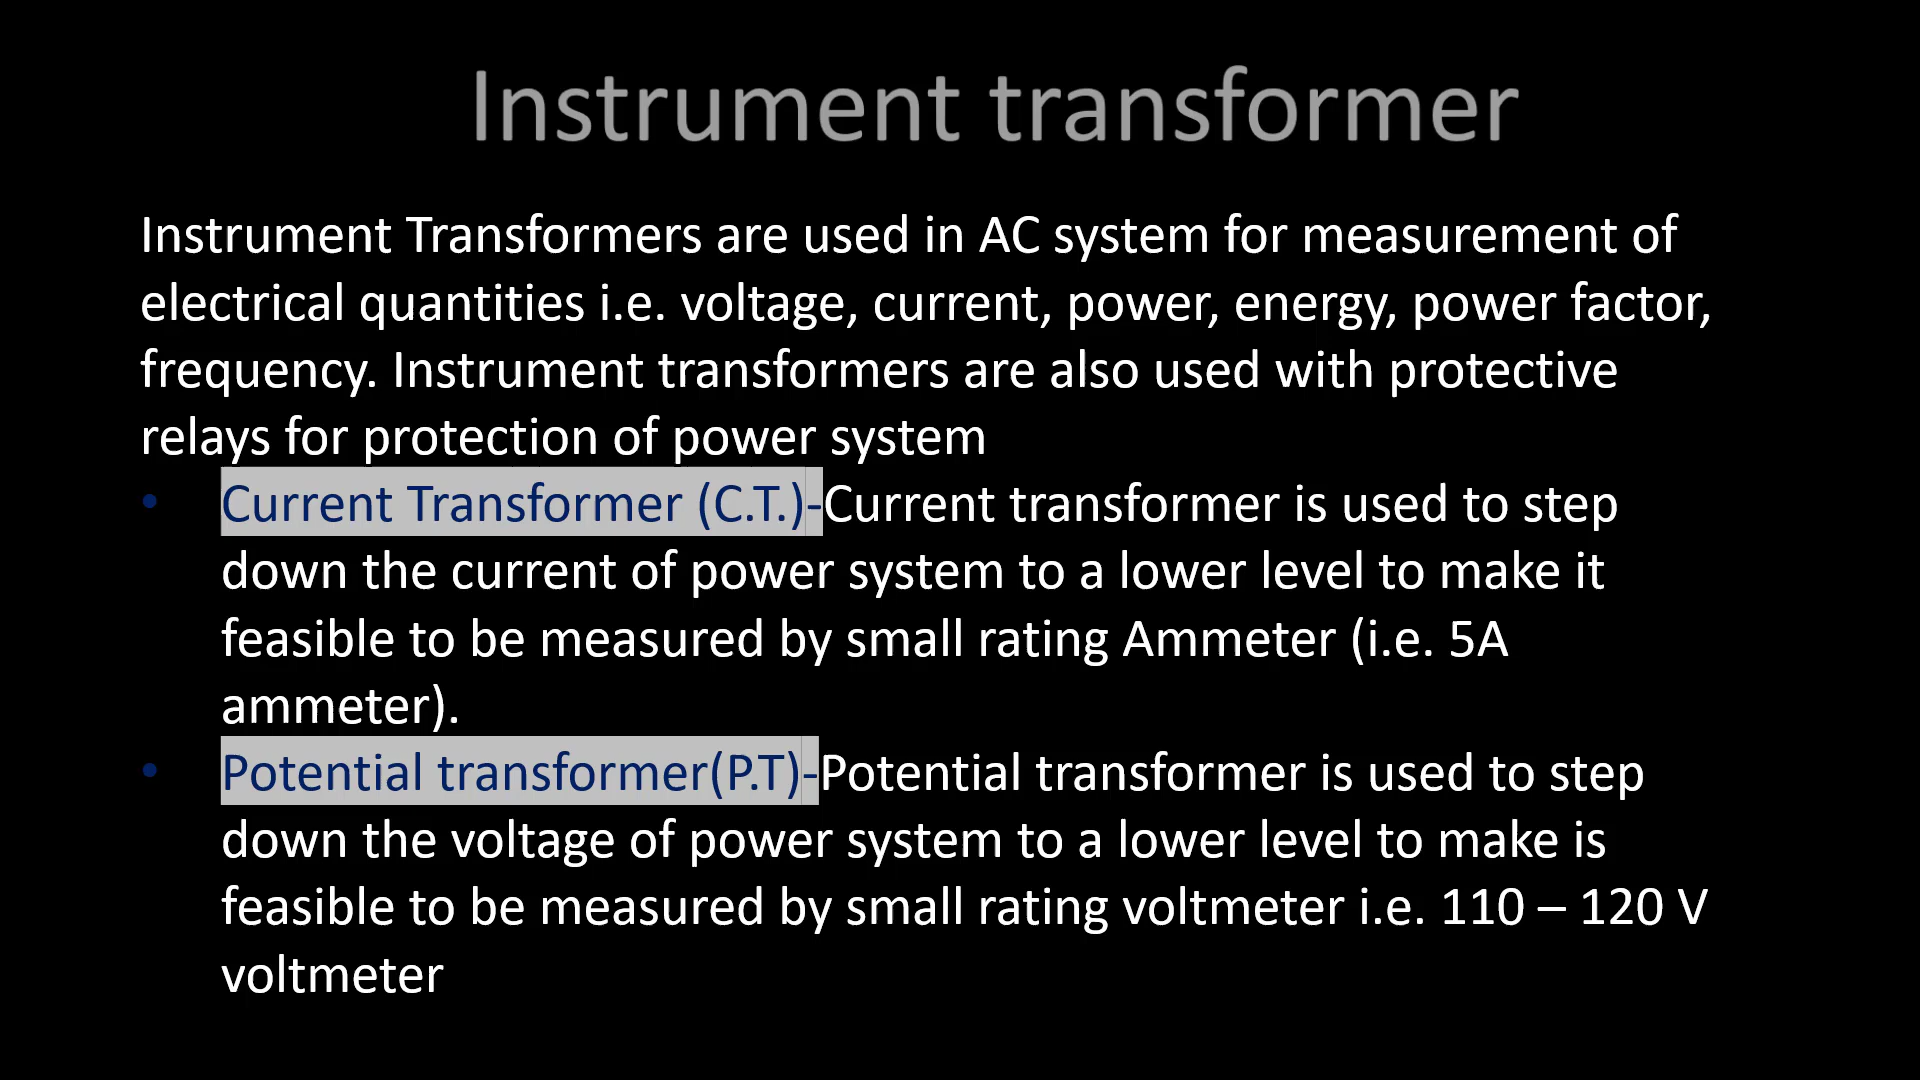 Instrument transformer
Instrument Transformers are used in AC system for measurement of
electrical quantities i.e. voltage, current, power, energy, power factor,
frequency. Instrument transformers are also used with protective
relays for protection of power system
• Current Transformer (C.T.)-Current transformer is used to step
down the current of power system to a lower level to make it
feasible to be measured by small rating Ammeter (i.e. 5A
ammeter).
• Potential transformer(P.T)-Potential transformer is used to step
down the voltage of power system to a lower level to make is
feasible to be measured by small rating voltmeter i.e. 110 – 120 V
voltmeter